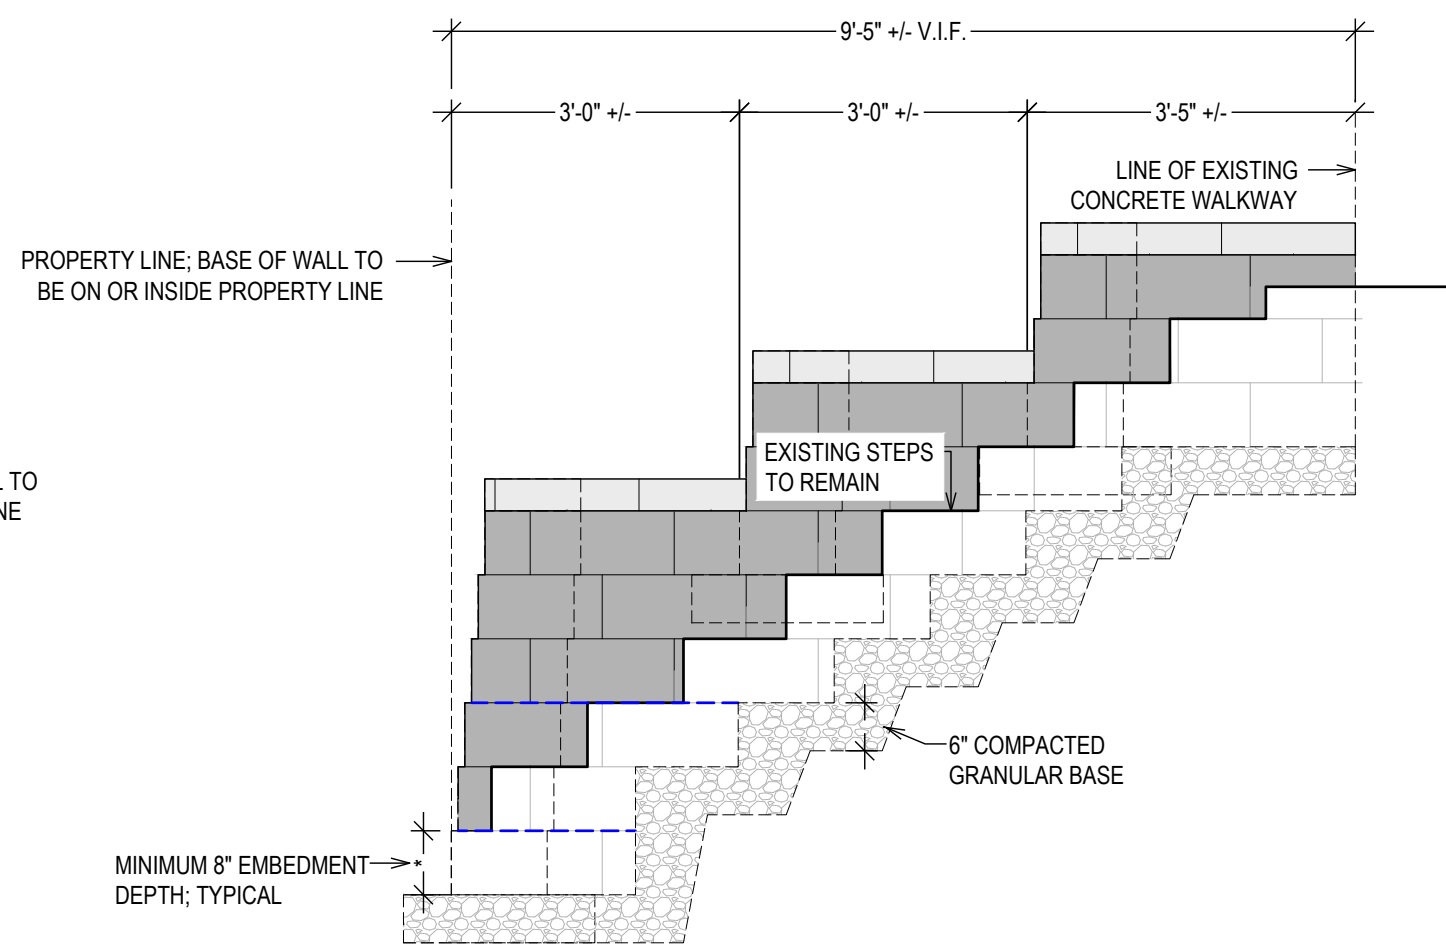 9'-5" +/- V.I.F.
3'-0" +/-
3'-0" +/-
3'-5" +/-
LINE OF EXISTING
CONCRETE WALKWAY
PROPERTY LINE; BASE OF WALL TO
BE ON OR INSIDE PROPERTY LINE
EXISTING STEPS
TO REMAIN
TO
NE
6" COMPACTED
GRANULAR BASE
MINIMUM 8" EMBEDMENT
DEPTH; TYPICAL
*